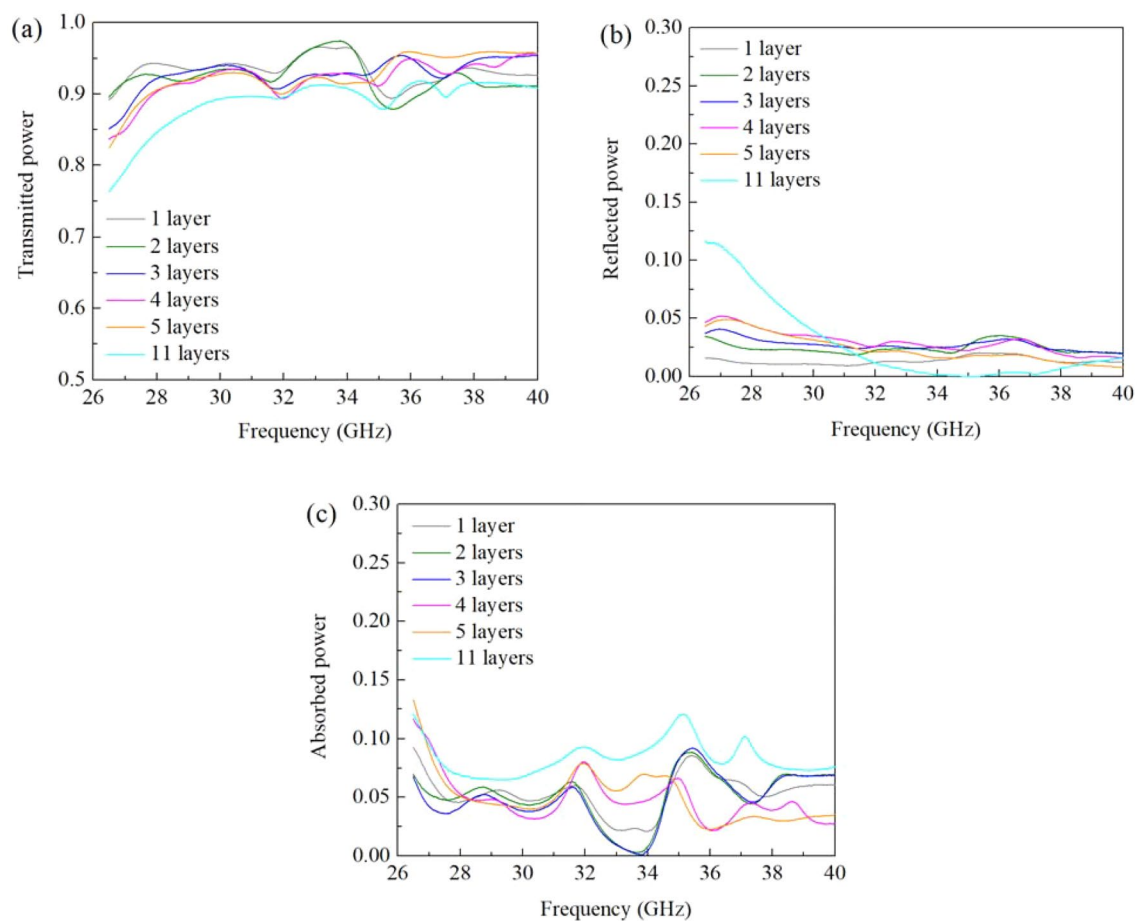 (a)
1.0
0.9
0.8
0.7
0.6
0.5
Transmitted power
1 layer
2 layers
3 layers
4 layers
5 layers
11 layers
26 28 30 32 34 36 38 40
Frequency (GHz)
(b)
0.30
0.25
0.20
0.15
0.10
0.05
0.00
Reflected power
1 layer
2 layers
3 layers
4 layers
5 layers
11 layers
26 28 30 32 34 36 38 40
Frequency (GHz)
(c)
0.30
0.25
0.20
0.15
0.10
0.05
0.00
Absorbed power
1 layer
2 layers
3 layers
4 layers
5 layers
11 layers
26 28 30 32 34 36 38 40
Frequency (GHz)